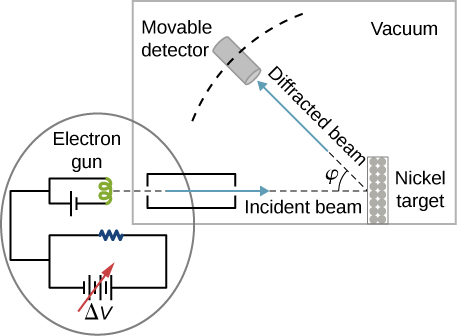 Movable
detector
Vacuum
Diffracted beam
Electron
gun
φ
Nickel
target
Incident beam
ΔV